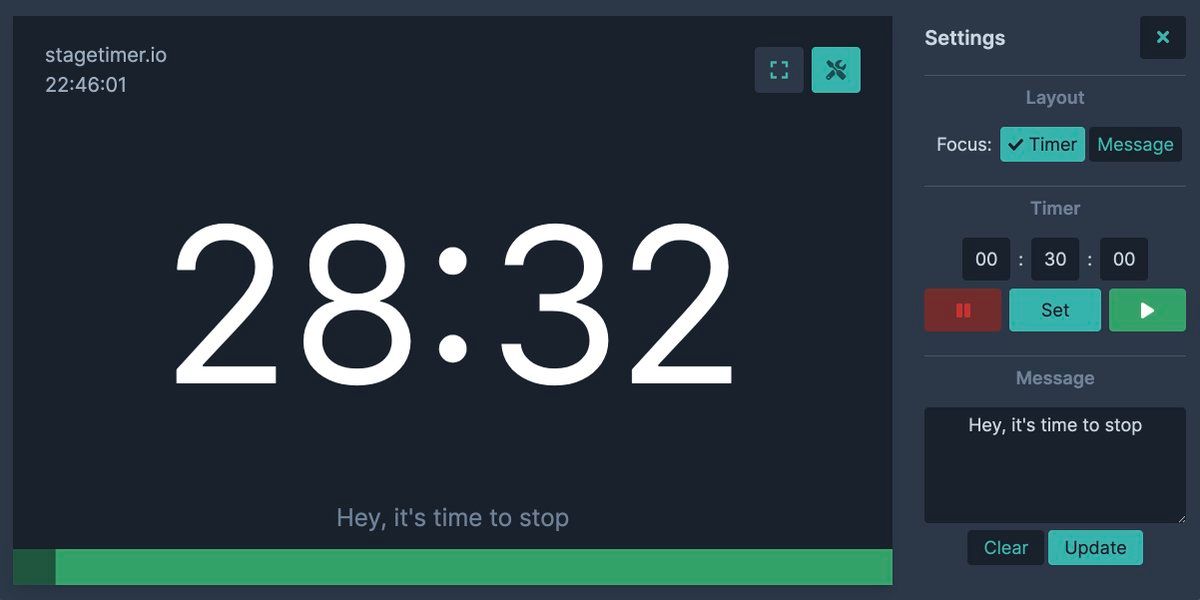 stagetimer.io
22:46:01
28:32
Hey, it's time to stop
Settings
Layout
Focus: Timer Message
Timer
00 : 30 : 00
Set
Message
Hey, it's time to stop
Clear Update